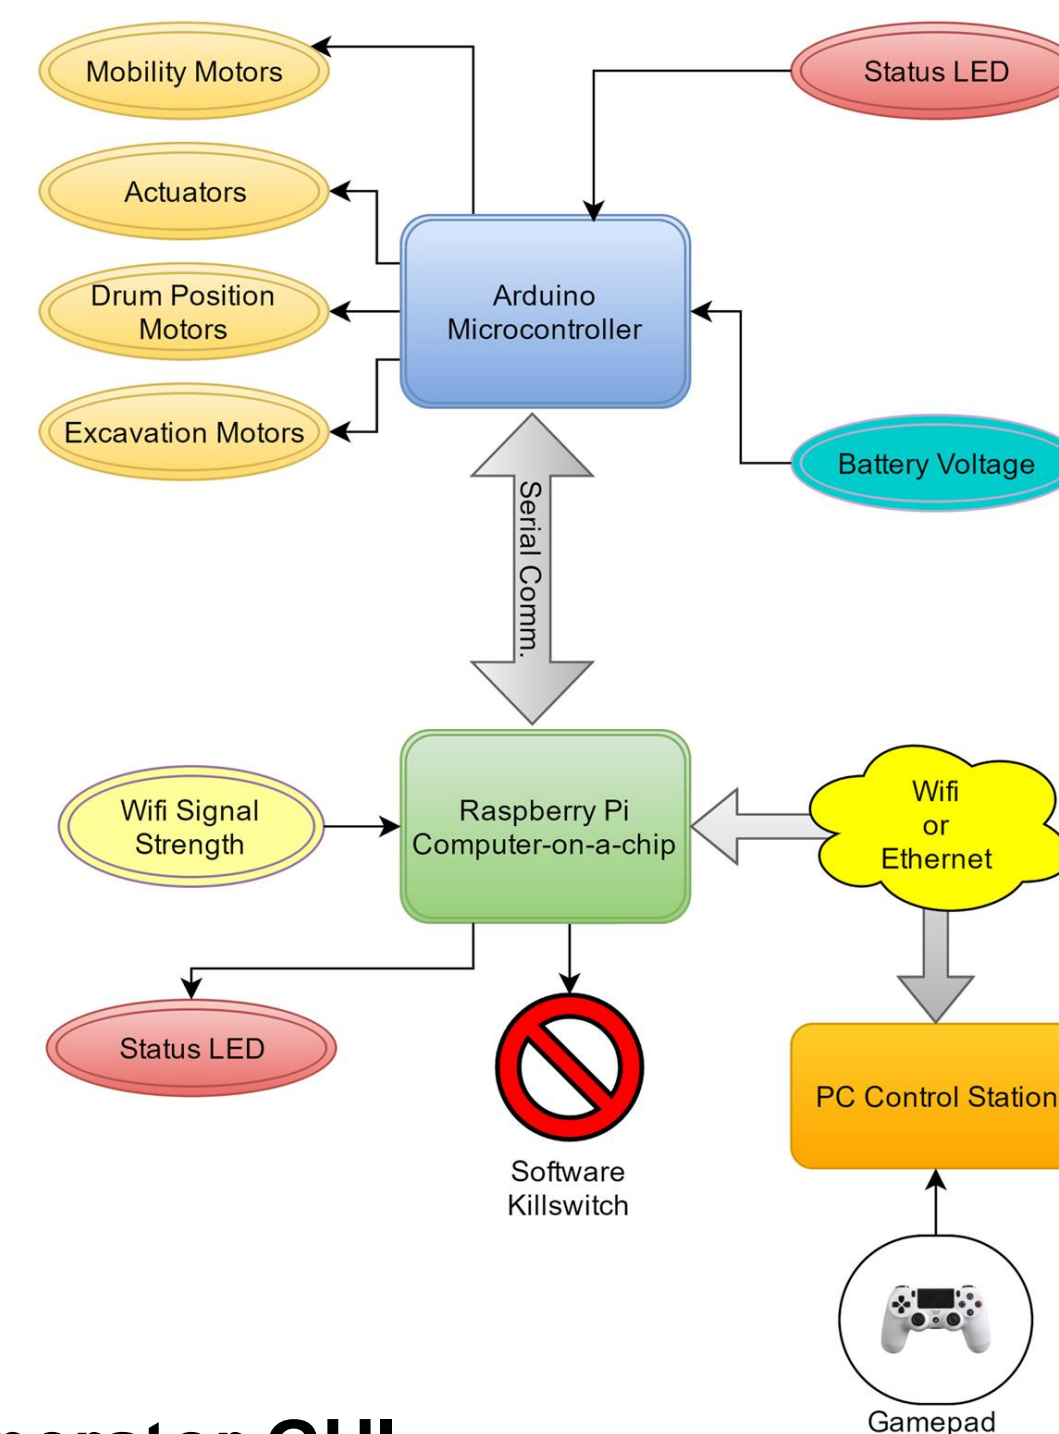 Mobility Motors
Status LED
Actuators
Drum Position
Motors
Arduino
Microcontroller
Excavation Motors
Battery Voltage
Serial Comm.
Wifi Signal
Strength
Raspberry Pi
Computer-on-a-chip
Wifi
or
Ethernet
Status LED
PC Control Station
Software
Killswitch
Gamepad
GUI